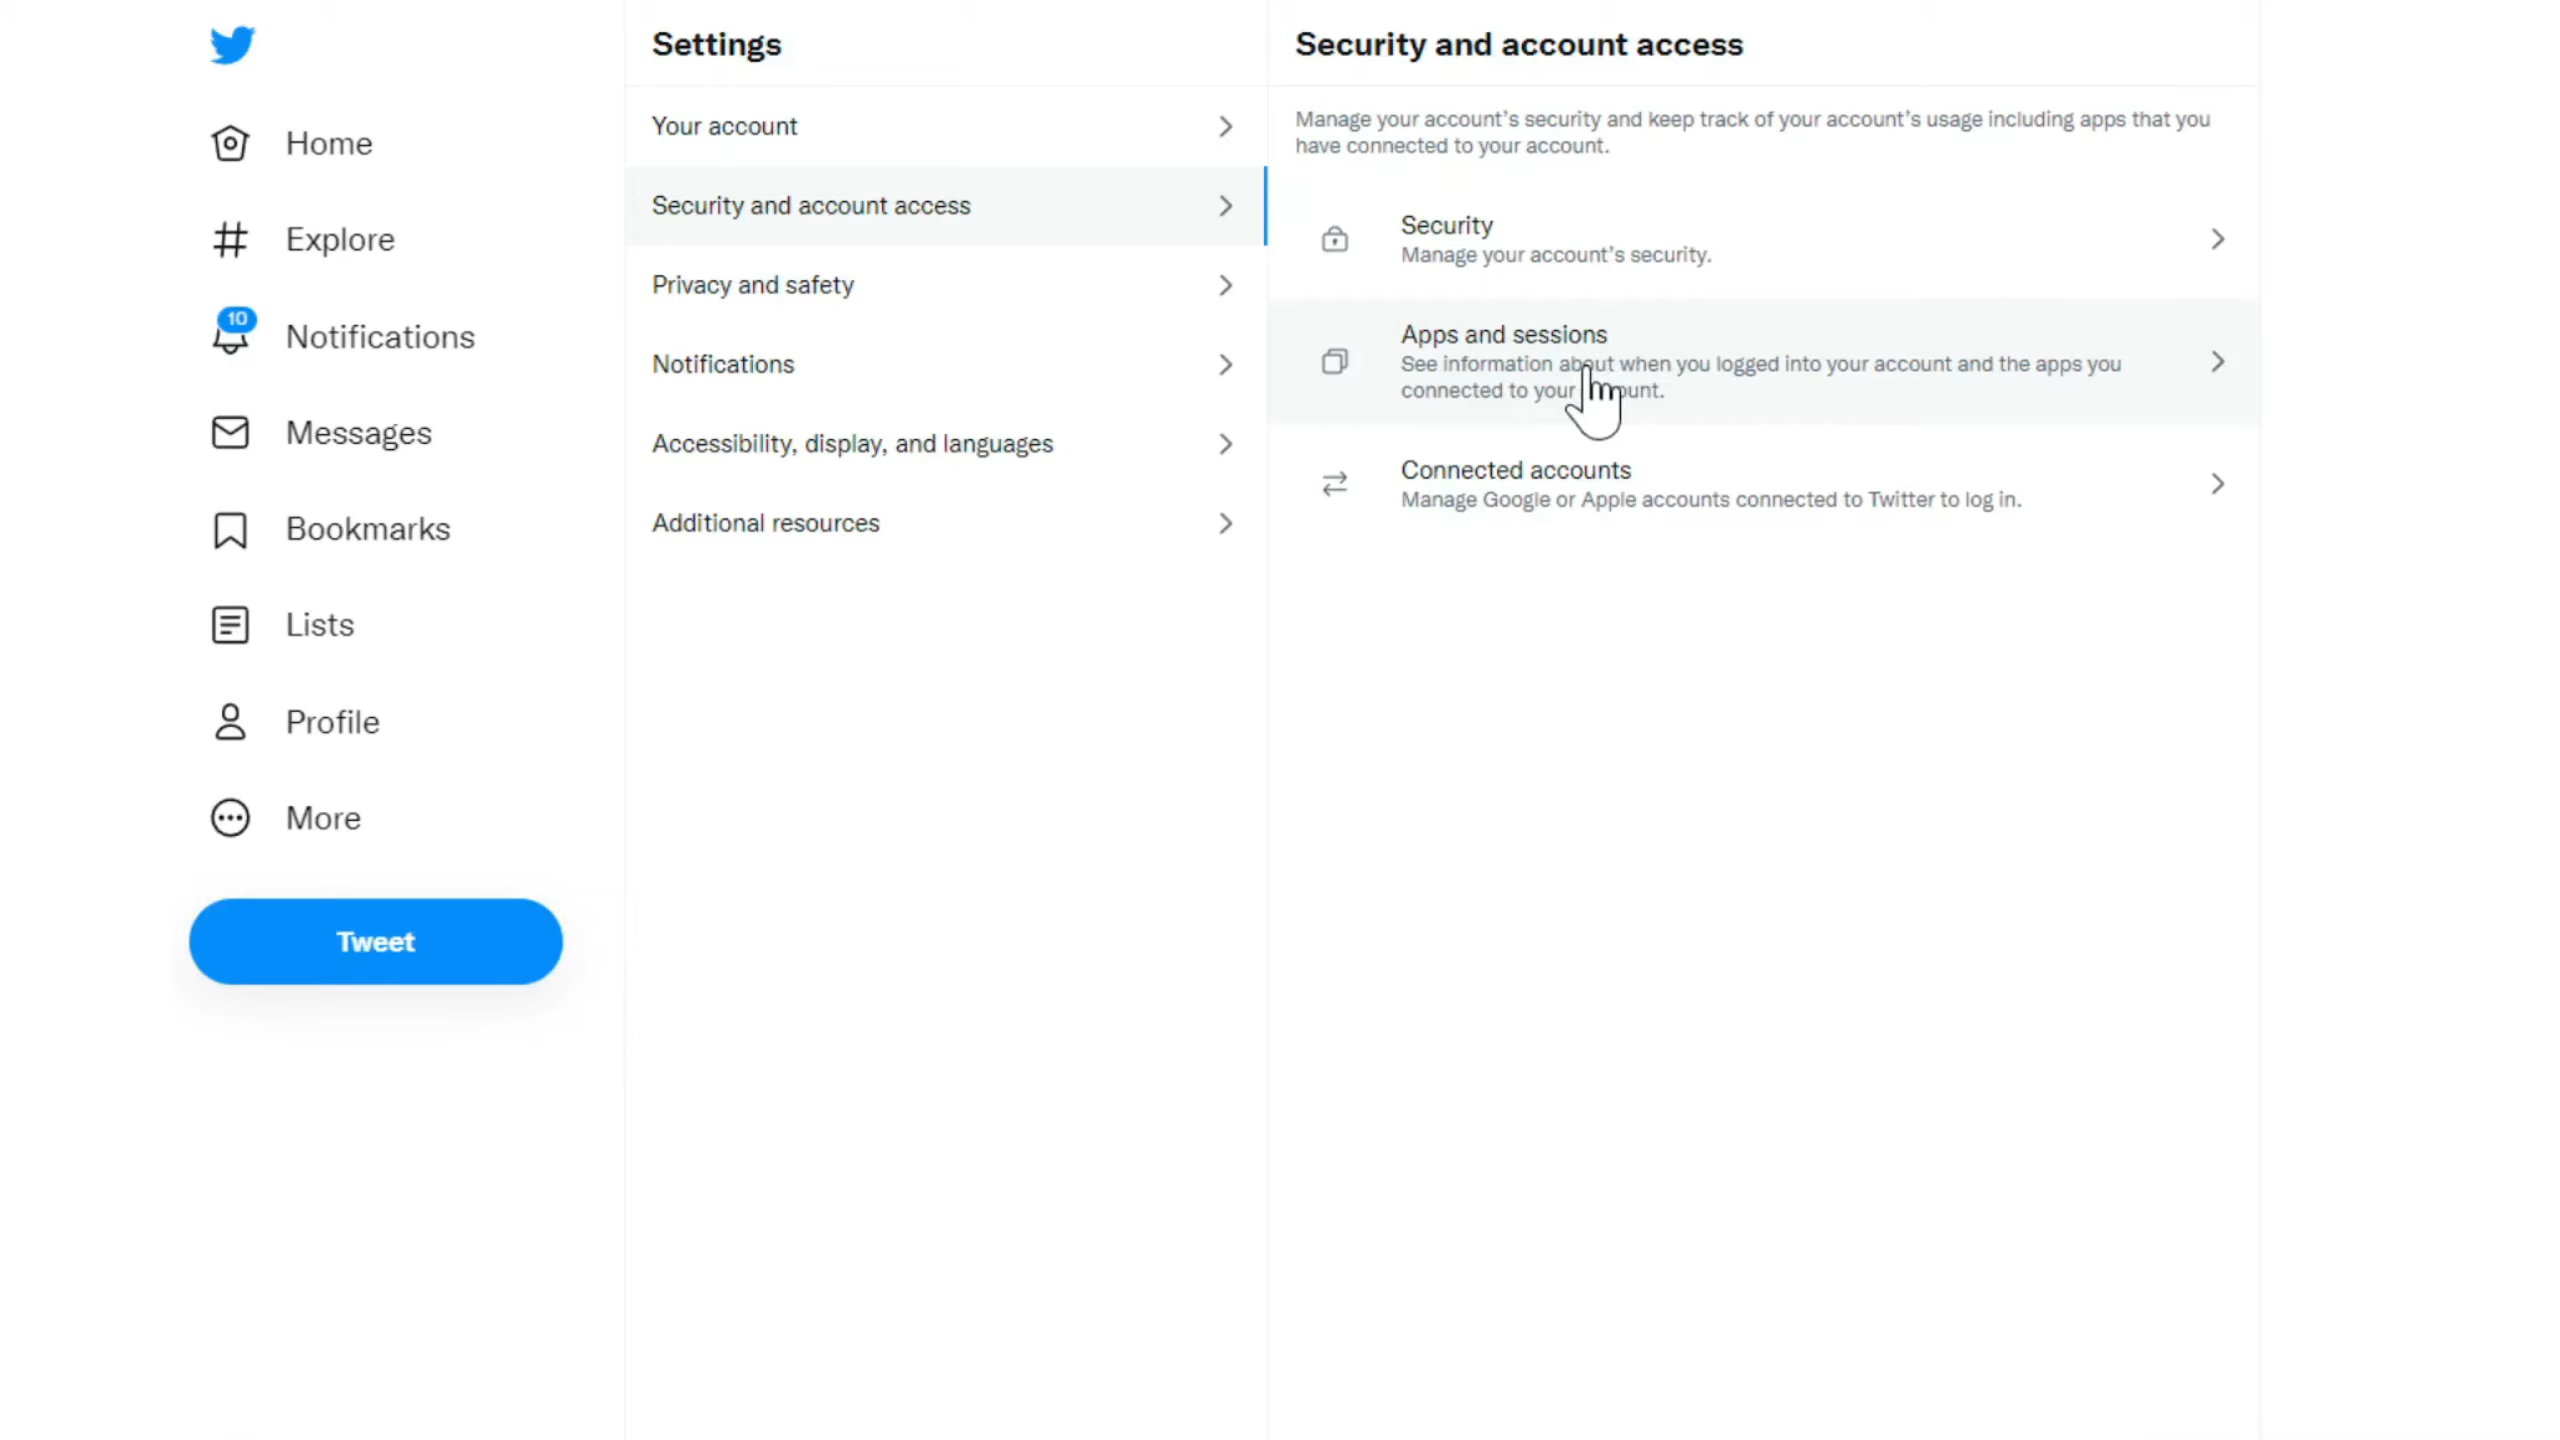 Home
Explore
10
Notifications
Messages
Bookmarks
Lists
Profile
More
Tweet
Settings
Your account
Security and account access
Privacy and safety
Notifications
Accessibility, display, and languages
Additional resources
Security and account access
Manage your account’s security and keep track of your account’s usage including apps that you
have connected to your account.
Security
Manage your account’s security.
Apps and sessions
See information about when you logged into your account and the apps you
connected to your account.
Connected accounts
Manage Google or Apple accounts connected to Twitter to log in.